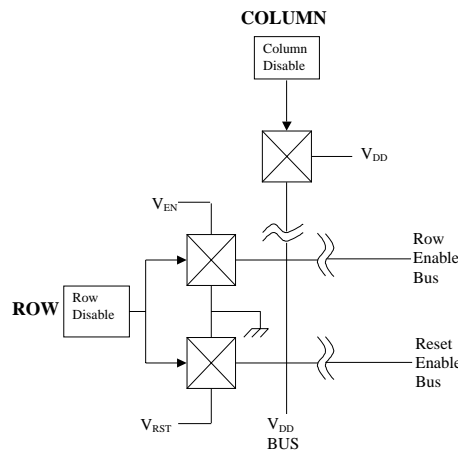 COLUMN
Column
Disable
V_DD
V_EN
Row
Enable
Bus
ROW
Row
Disable
Reset
Enable
Bus
V_RST
V_DD
BUS